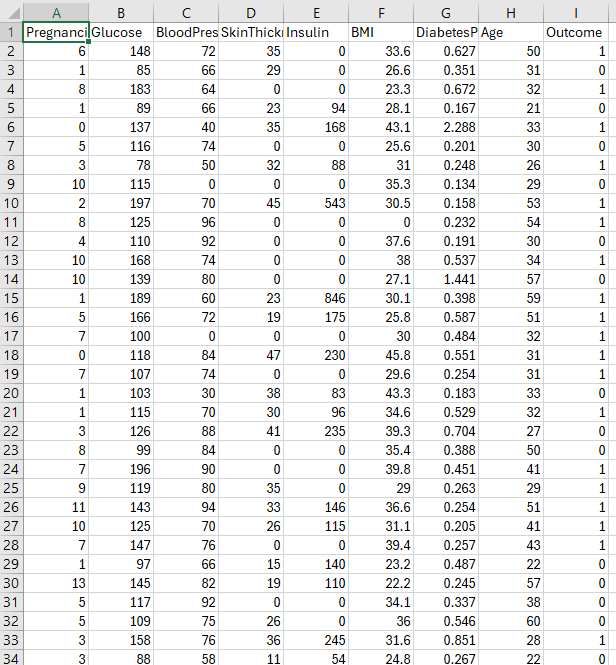 A B C D E F G H I
1 Pregnanci Glucose BloodPres SkinThick Insulin BMI DiabetesP Age Outcome
2 6 148 72 35 0 33.6 0.627 50 1
3 1 85 66 29 0 26.6 0.351 31 0
4 8 183 64 0 0 23.3 0.672 32 1
5 1 89 66 23 94 28.1 0.167 21 0
6 0 137 40 35 168 43.1 2.288 33 1
7 5 116 74 0 0 25.6 0.201 30 0
8 3 78 50 32 88 31 0.248 26 1
9 10 115 0 0 0 35.3 0.134 29 0
10 2 197 70 45 543 30.5 0.158 53 1
11 8 125 96 0 0 0 0.232 54 1
12 4 110 92 0 0 37.6 0.191 30 0
13 10 168 74 0 0 38 0.537 34 1
14 10 139 80 0 0 27.1 1.441 57 0
15 1 189 60 23 846 30.1 0.398 59 1
16 5 166 72 19 175 25.8 0.587 51 1
17 7 100 0 0 0 30 0.484 32 1
18 0 118 84 47 230 45.8 0.551 31 1
19 7 107 74 0 0 29.6 0.254 31 1
20 1 103 30 38 83 43.3 0.183 33 0
21 1 115 70 30 96 34.6 0.529 32 1
22 3 126 88 41 235 39.3 0.704 27 0
23 8 99 84 0 0 35.4 0.388 50 0
24 7 196 90 0 0 39.8 0.451 41 1
25 9 119 80 35 0 29 0.263 29 1
26 11 143 94 33 146 36.6 0.254 51 1
27 10 125 70 26 115 31.1 0.205 41 1
28 7 147 76 0 0 39.4 0.257 43 1
29 1 97 66 15 140 23.2 0.487 22 0
30 13 145 82 19 110 22.2 0.245 57 0
31 5 117 92 0 0 34.1 0.337 38 0
32 5 109 75 26 0 36 0.546 60 0
33 3 158 76 36 245 31.6 0.851 28 1
34 3 88 58 11 54 24.8 0.267 22 0